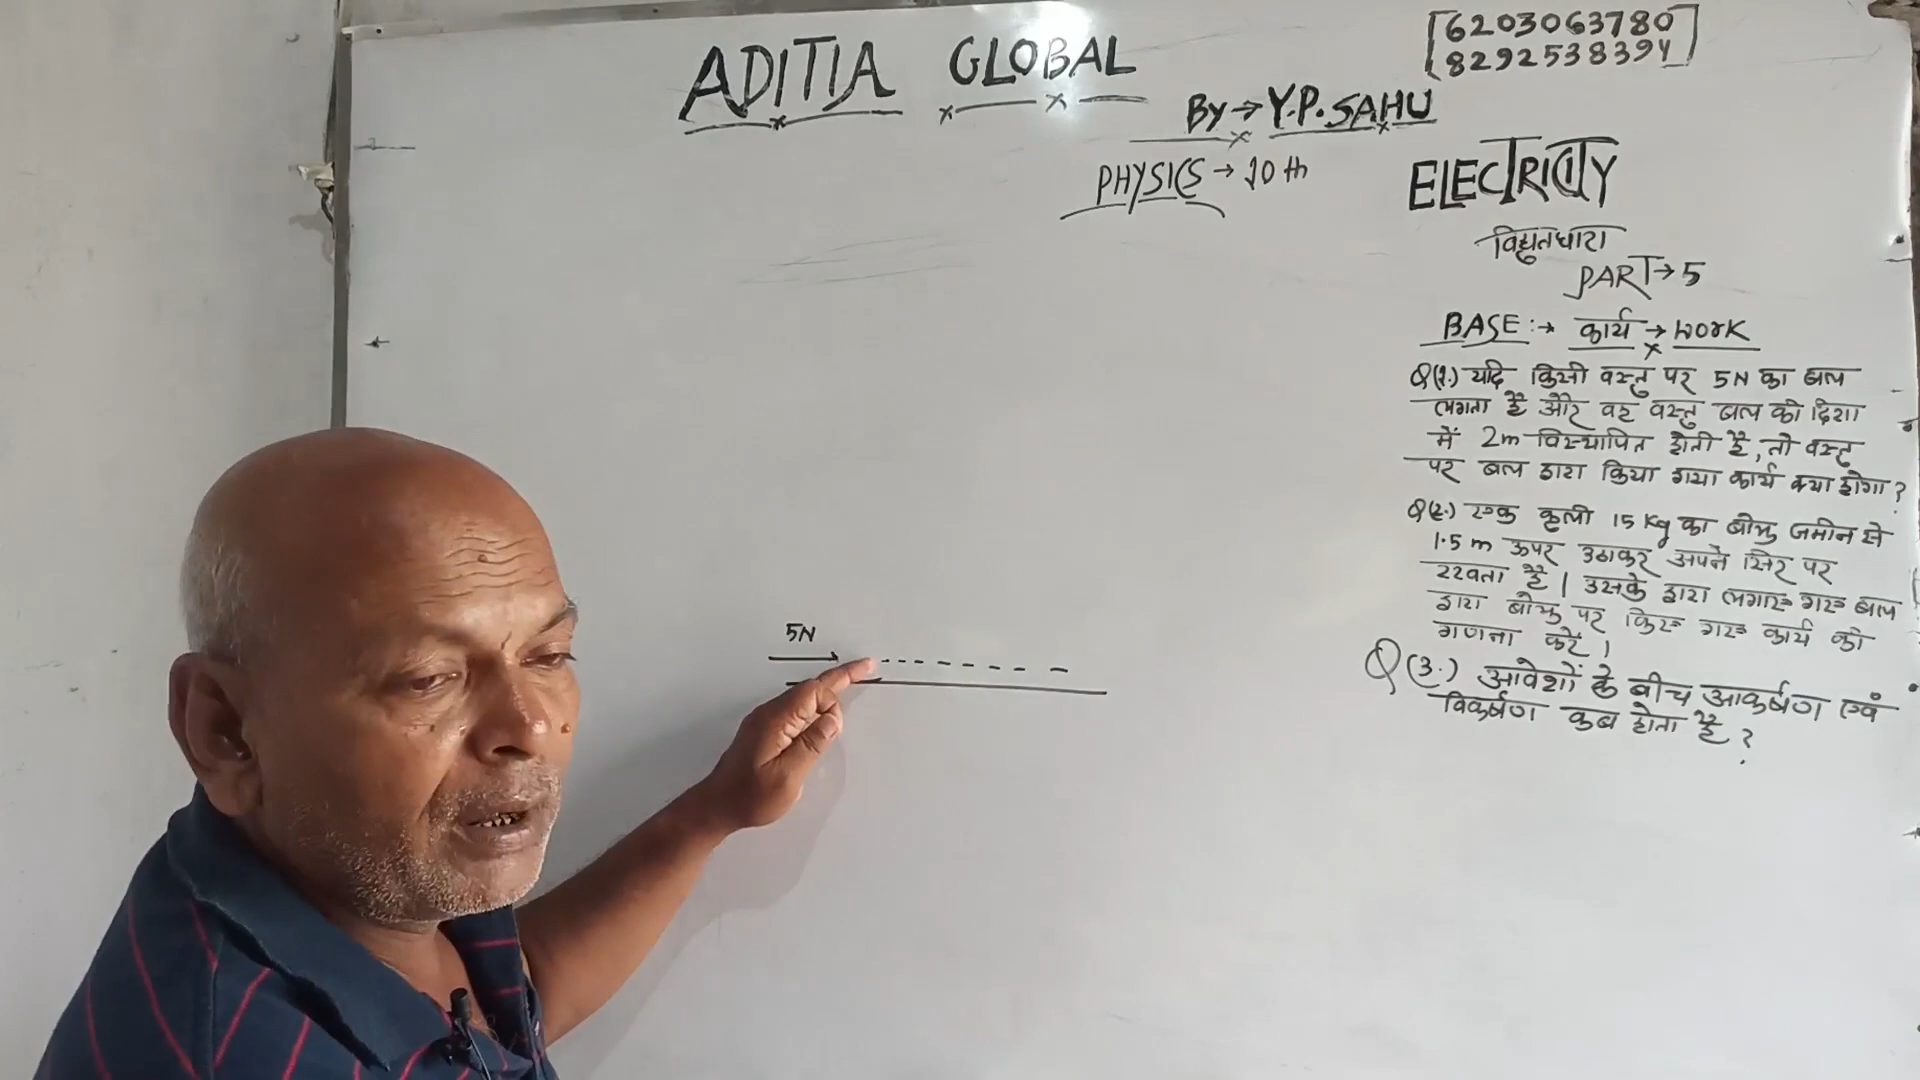 ADITIA GLOBAL
6203063780
8292538394
By → Y.P. SAHU
PHYSICS → 10 th
ELECTRICITY
विद्युतधारा
PART → 5
BASE :→ कार्य → WORK
Q(1.) यदि किसी वस्तु पर 5N का बल
लगता है और वह वस्तु बल की दिशा
में 2m विस्थापित होती है, तो वस्तु
पर बल द्वारा किया गया कार्य क्या होगा ?
Q(2.) एक कुली 15 Kg का बोझ जमीन से
1.5 m ऊपर उठाकर अपने सिर पर
रखता है | उसके द्वारा लगाए गए बल
द्वारा बोझ पर किए गए कार्य की
गणना करें |
Q(3.) आवेशों के बीच आकर्षण एवं
विकर्षण कब होता है ?
5N